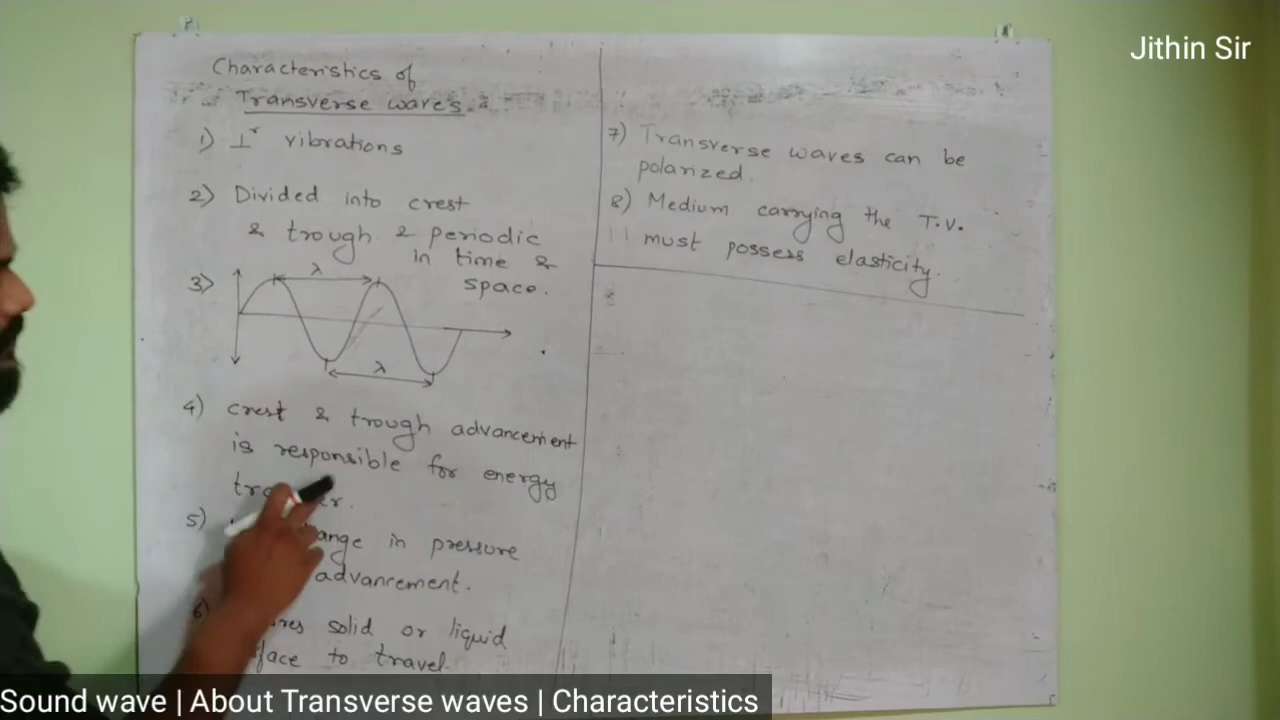 Jithin Sir
Characteristics of
Transverse waves.
1) ⊥r vibrations
2) Divided into crest
& trough & periodic
in time &
space.
3)
λ
λ
4) Crest & trough advancement
is responsible for energy
5)
in pressure
advancement.
6)
solid or liquid
to travel.
7) Transverse waves can be
polarized.
8) Medium carrying the T.V.
must possess elasticity.
Sound wave | About Transverse waves | Characteristics